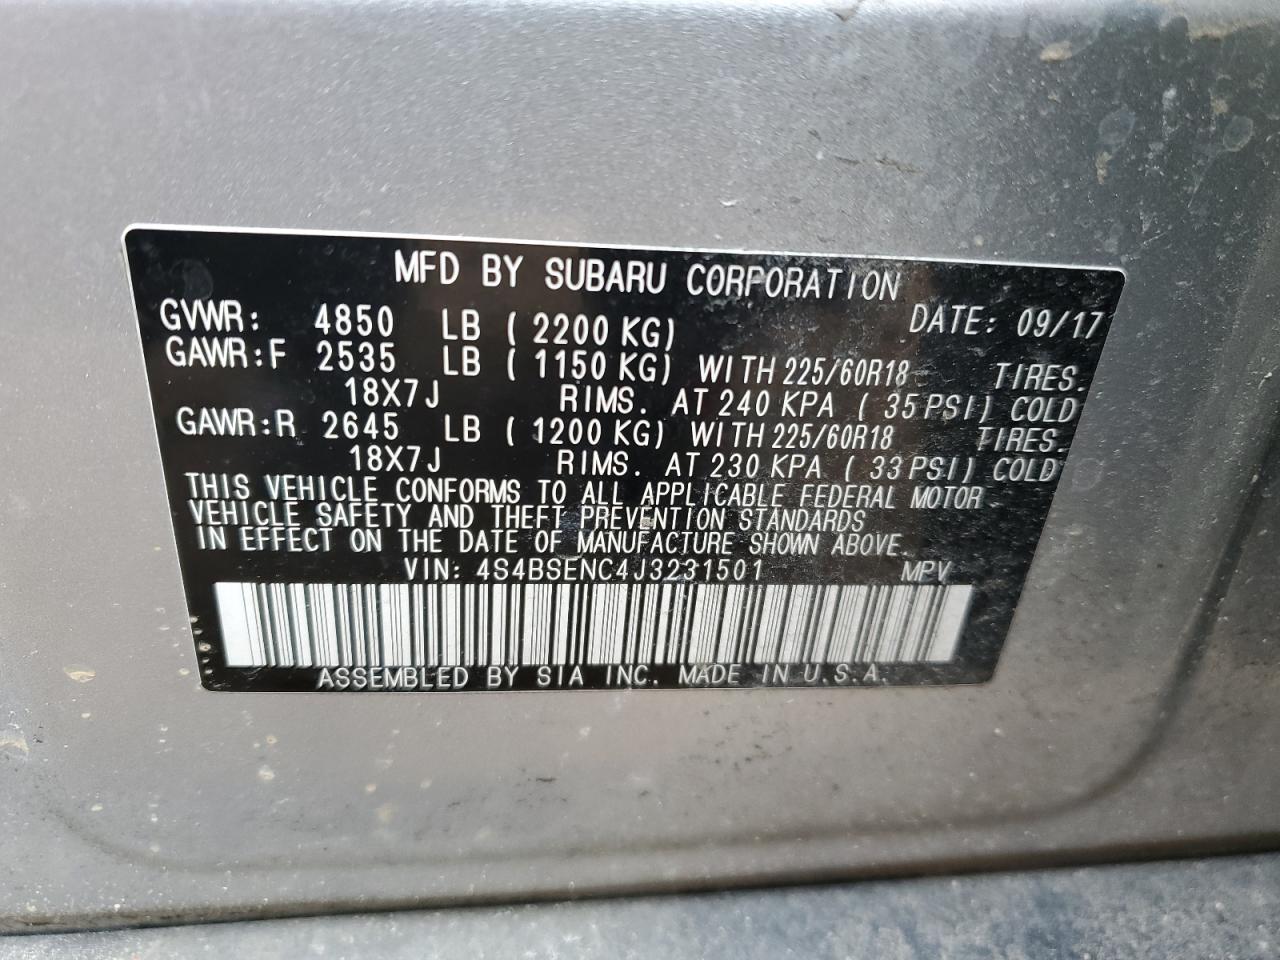 MFD BY SUBARU CORPORATION
GVWR: 4850 LB ( 2200 KG) DATE: 09/17
GAWR:F 2535 LB ( 1150 KG) WITH 225/60R18 TIRES.
18X7J RIMS. AT 240 KPA ( 35 PSI) COLD
GAWR:R 2645 LB ( 1200 KG) WITH 225/60R18 TIRES.
18X7J RIMS. AT 230 KPA ( 33 PSI) COLD
THIS VEHICLE CONFORMS TO ALL APPLICABLE FEDERAL MOTOR
VEHICLE SAFETY AND THEFT PREVENTION STANDARDS
IN EFFECT ON THE DATE OF MANUFACTURE SHOWN ABOVE.
VIN: 4S4BSENC4J3231501 MPV
ASSEMBLED BY SIA INC. MADE IN U.S.A.